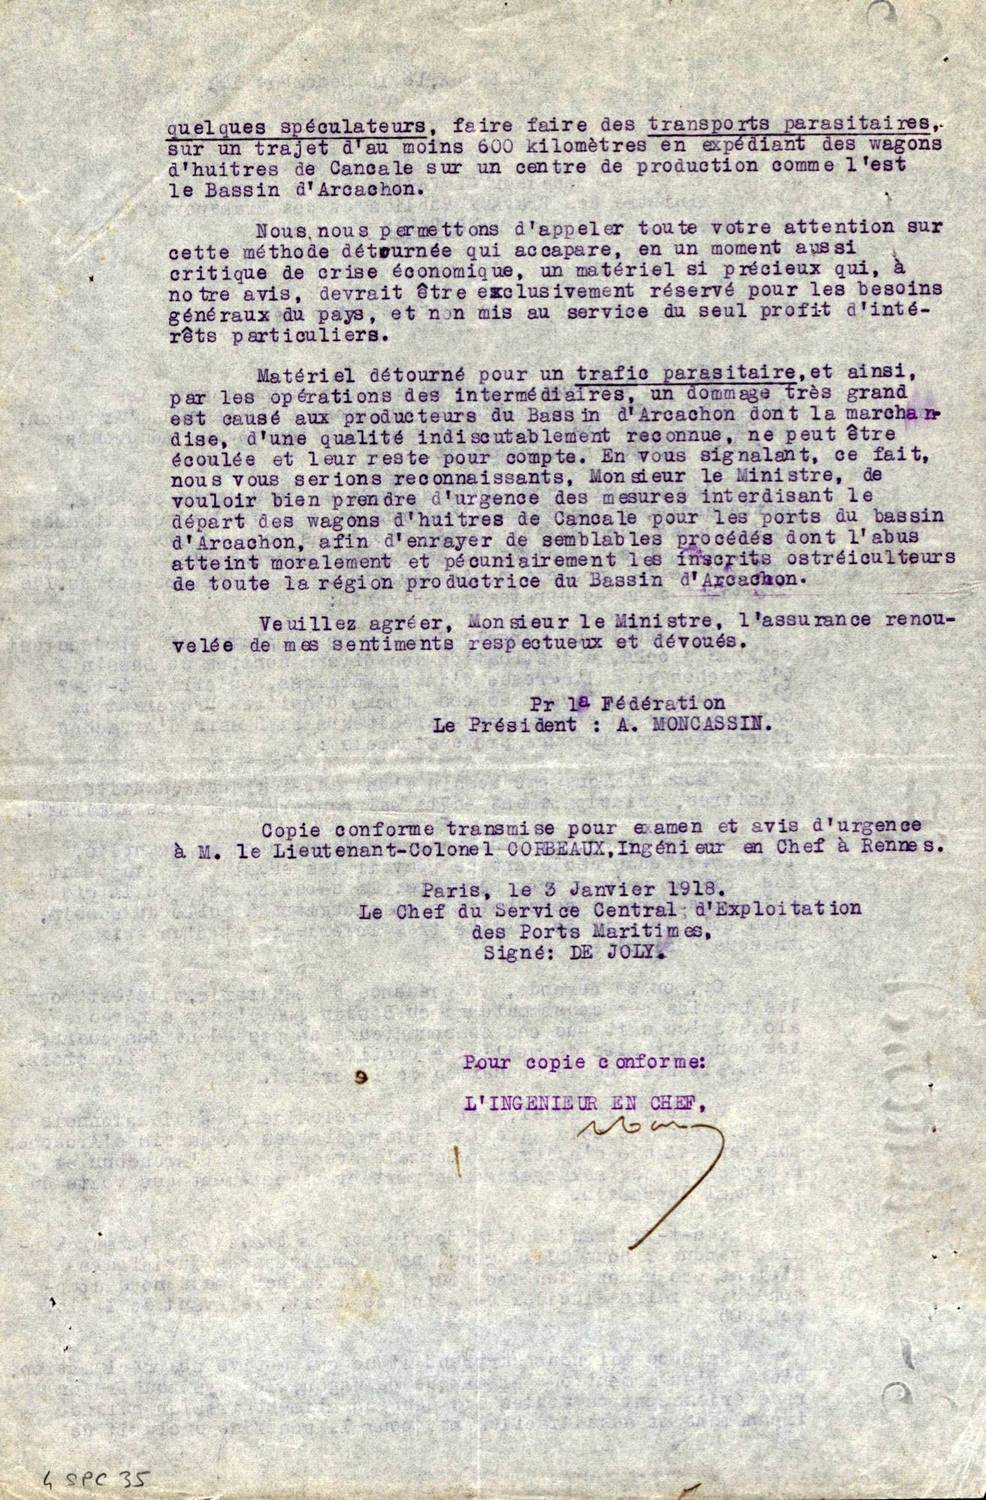 quelques spéculateurs, faire faire des transports parasitaires,
sur un trajet d'au moins 600 kilomètres en expédiant des wagons
d'huitres de Cancale sur un centre de production comme l'est
le Bassin d'Arcachon.
Nous nous permettons d'appeler toute votre attention sur
cette méthode détournée qui accapare, en un moment aussi
critique de crise économique, un matériel si précieux qui, à
notre avis, devrait être exclusivement réservé pour les besoins
généraux du pays, et non mis au service du seul profit d'inté-
rêts particuliers.
Matériel détourné pour un trafic parasitaire, et ainsi,
par les opérations des intermédiaires, un dommage très grand
est causé aux producteurs du Bassin d'Arcachon dont la marchan
dise, d'une qualité indiscutablement reconnue, ne peut être
écoulée et leur reste pour compte. En vous signalant, ce fait,
nous vous serions reconnaissants, Monsieur le Ministre, de
vouloir bien prendre d'urgence des mesures interdisant le
départ des wagons d'huitres de Cancale pour les ports du bassin
d'Arcachon, afin d'enrayer de semblables procédés dont l'abus
atteint moralement et pécuniairement les inscrits ostréiculteurs
de toute la région productrice du Bassin d'Arcachon.
Veuillez agréer, Monsieur le Ministre, l'assurance renou-
velée de mes sentiments respectueux et dévoués.
Pr la Fédération
Le Président : A. MONCASSIN.
Copie conforme transmise pour examen et avis d'urgence
à M. le Lieutenant-Colonel CORBEAUX, Ingénieur en Chef à Rennes.
Paris, le 3 Janvier 1918.
Le Chef du Service Central d'Exploitation
des Ports Maritimes,
Signé: DE JOLY.
Pour copie conforme:
L'INGENIEUR EN CHEF,
4 SPC 35